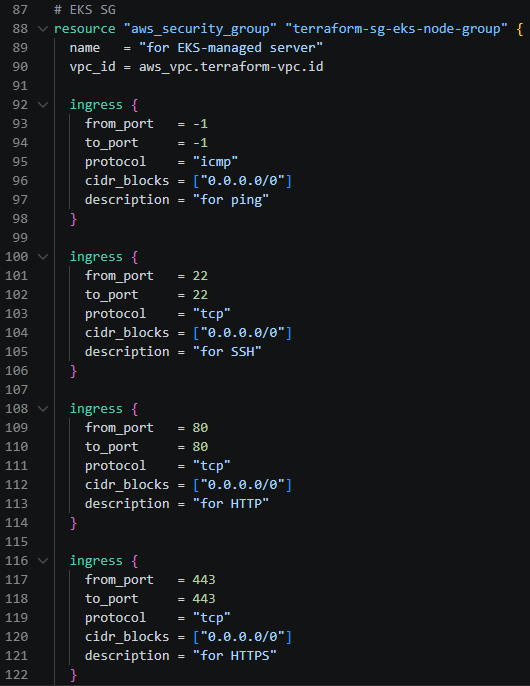 87 # EKS SG
88 resource "aws_security_group" "terraform-sg-eks-node-group" {
89 name = "for EKS-managed server"
90 vpc_id = aws_vpc.terraform-vpc.id
91
92 ingress {
93 from_port = -1
94 to_port = -1
95 protocol = "icmp"
96 cidr_blocks = ["0.0.0.0/0"]
97 description = "for ping"
98 }
99
100 ingress {
101 from_port = 22
102 to_port = 22
103 protocol = "tcp"
104 cidr_blocks = ["0.0.0.0/0"]
105 description = "for SSH"
106 }
107
108 ingress {
109 from_port = 80
110 to_port = 80
111 protocol = "tcp"
112 cidr_blocks = ["0.0.0.0/0"]
113 description = "for HTTP"
114 }
115
116 ingress {
117 from_port = 443
118 to_port = 443
119 protocol = "tcp"
120 cidr_blocks = ["0.0.0.0/0"]
121 description = "for HTTPS"
122 }